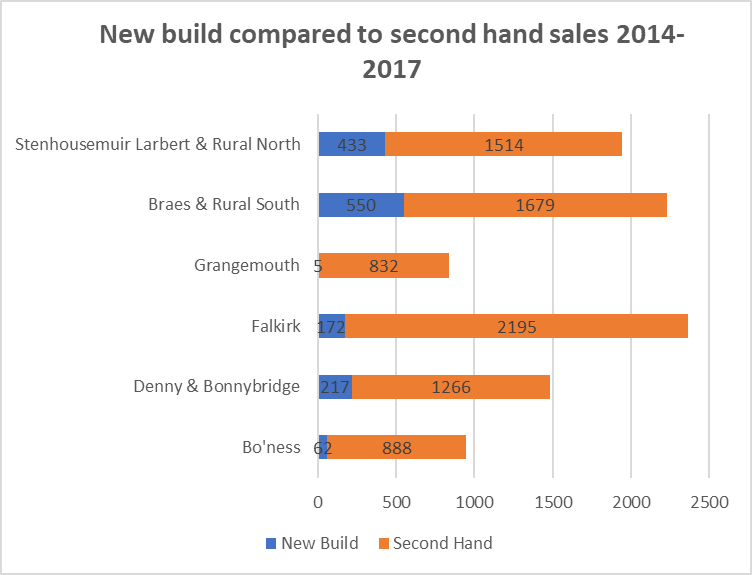 New build compared to second hand sales 2014-
2017
Stenhousemuir Larbert & Rural North 433 1514
Braes & Rural South 550 1679
Grangemouth 5 832
Falkirk 172 2195
Denny & Bonnybridge 217 1266
Bo'ness 62 888
0 500 1000 1500 2000 2500
New Build Second Hand